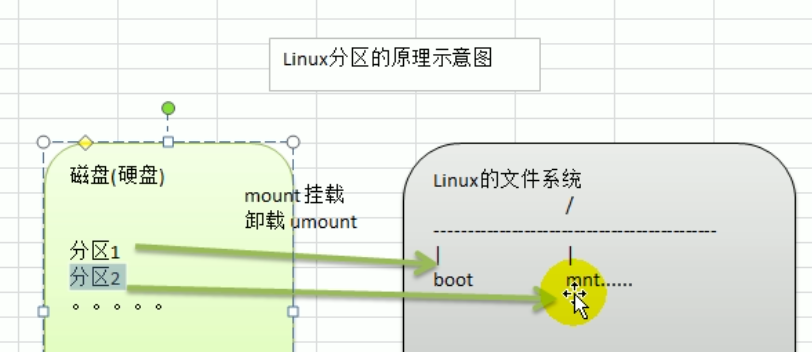 Linux分区的原理示意图
磁盘(硬盘)
mount 挂载
卸载 umount
分区1
分区2
。。。。。
Linux的文件系统
/
-----------------------------------------
| |
boot mnt......